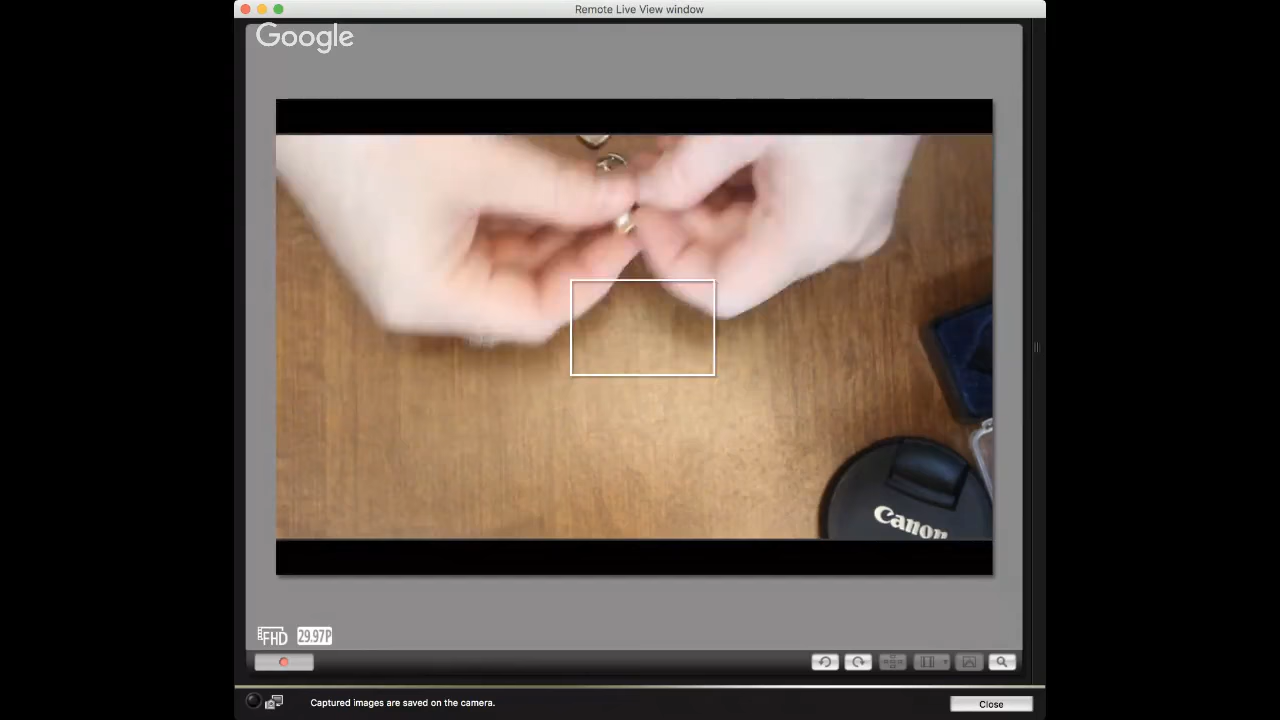 Remote Live View window
Google
Canon
FHD 29.97P
Captured images are saved on the camera.
Close